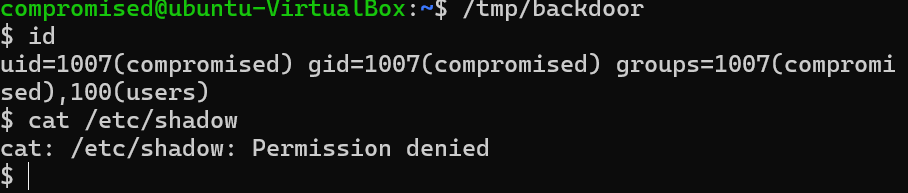 compromised@ubuntu-VirtualBox:~$ /tmp/backdoor
$ id
uid=1007(compromised) gid=1007(compromised) groups=1007(compromi
sed),100(users)
$ cat /etc/shadow
cat: /etc/shadow: Permission denied
$